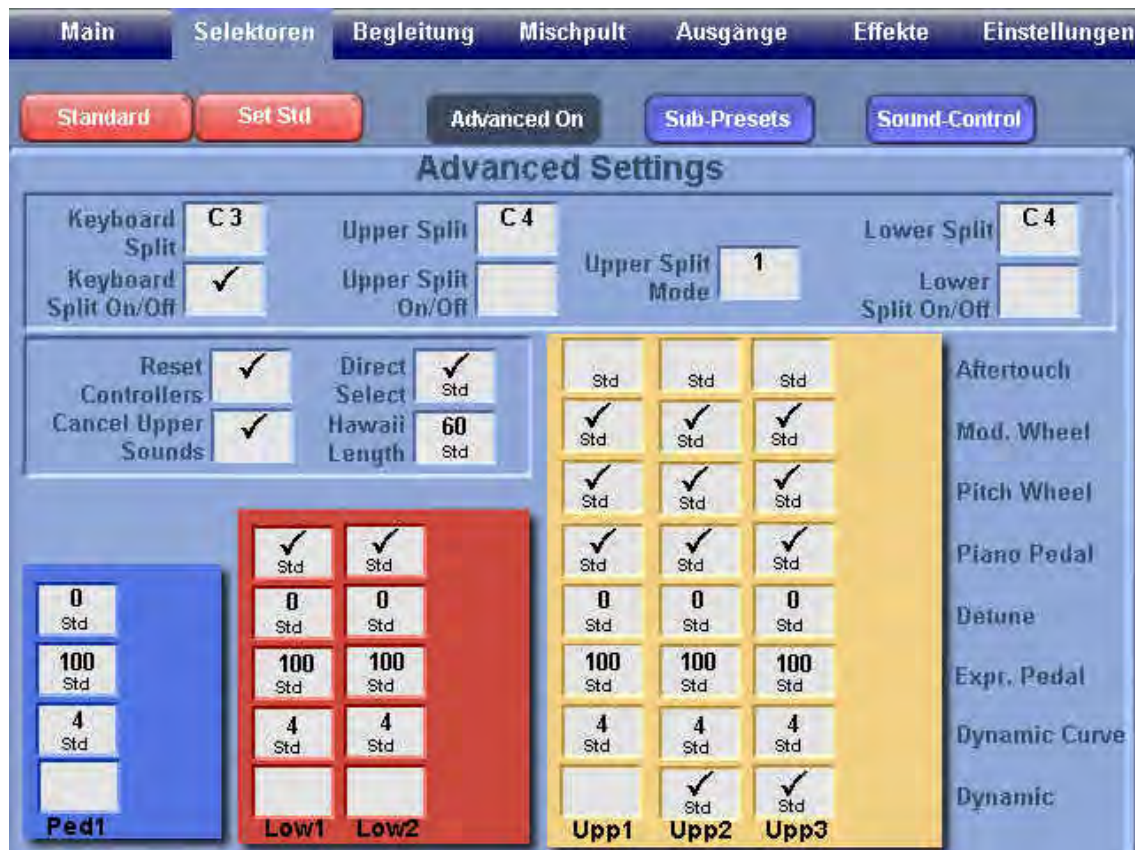 Main Selektoren Begleitung Mischpult Ausgänge Effekte Einstellungen
Standard Set Std Advanced On Sub-Presets Sound-Control
Advanced Settings
Keyboard Split C 3 Upper Split C 4 Upper Split Mode 1 Lower Split C 4
Keyboard Split On/Off ✓ Upper Split On/Off Lower Split On/Off
Reset Controllers ✓ Direct Select ✓ Std
Cancel Upper Sounds ✓ Hawaii Length 60 Std
Std Std Std Aftertouch
✓ Std ✓ Std ✓ Std Mod. Wheel
✓ Std ✓ Std ✓ Std Pitch Wheel
✓ Std ✓ Std ✓ Std ✓ Std ✓ Std Piano Pedal
0 Std 0 Std 0 Std 0 Std 0 Std 0 Std Detune
100 Std 100 Std 100 Std 100 Std 100 Std 100 Std Expr. Pedal
4 Std 4 Std 4 Std 4 Std 4 Std 4 Std Dynamic Curve
✓ Std ✓ Std Dynamic
Ped1 Low1 Low2 Upp1 Upp2 Upp3